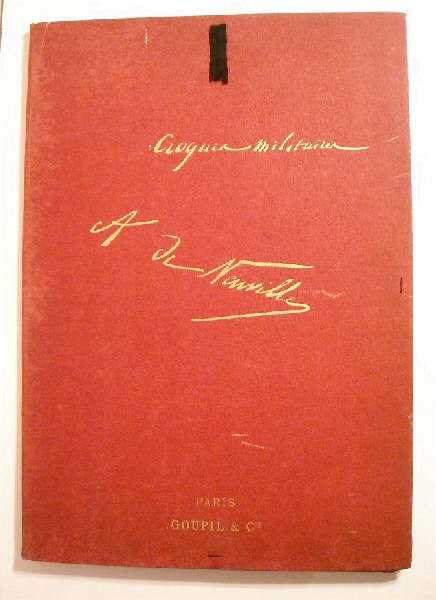 Croquis militaires
A
De Neuville
PARIS
GOUPIL & Cie